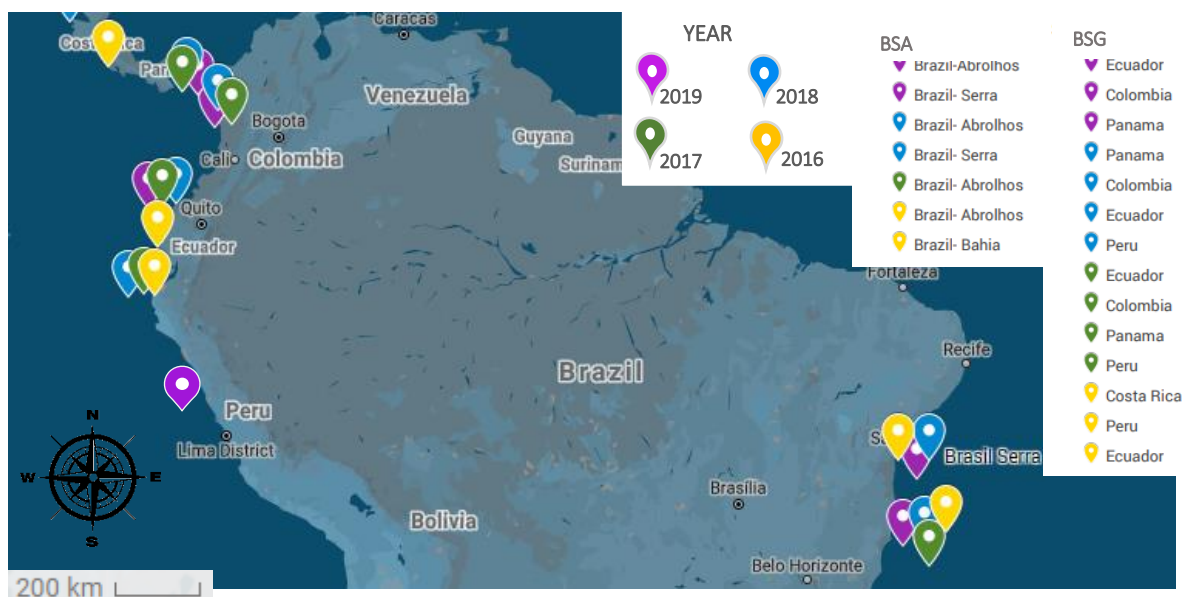 Caracas
Costa Rica
Venezuela
Bogota
Guyana
Cali
Colombia
Surinam
Quito
Ecuador
Fortaleza
Brazil
Recife
Peru
Lima District
Brasil Serra
Brasília
Bolivia
Belo Horizonte
N
W
E
S
200 km
YEAR
2019
2018
2017
2016
BSA
Brazil-Abrolhos
Brazil- Serra
Brazil- Abrolhos
Brazil- Serra
Brazil- Abrolhos
Brazil- Abrolhos
Brazil- Bahia
BSG
Ecuador
Colombia
Panama
Panama
Colombia
Ecuador
Peru
Ecuador
Colombia
Panama
Peru
Costa Rica
Peru
Ecuador